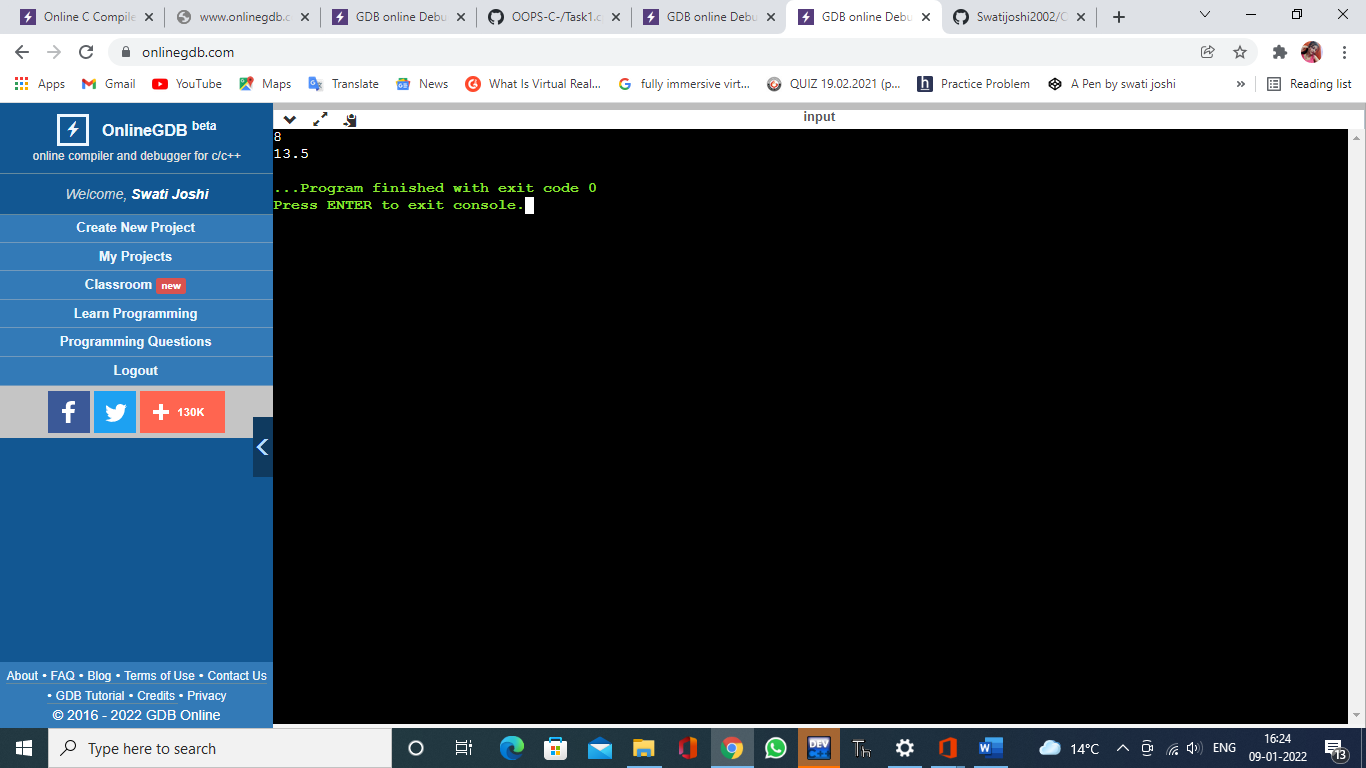 Online C Compile
www.onlinegdb.c
GDB online Debu
OOPS-C-/Task1.c
GDB online Debu
GDB online Debu
Swatijoshi2002/C
onlinegdb.com
Apps
Gmail
YouTube
Maps
Translate
News
What Is Virtual Real...
fully immersive virt...
QUIZ 19.02.2021 (p...
Practice Problem
A Pen by swati joshi
»
Reading list
OnlineGDB beta
online compiler and debugger for c/c++
Welcome, Swati Joshi
Create New Project
My Projects
Classroom new
Learn Programming
Programming Questions
Logout
130K
About • FAQ • Blog • Terms of Use • Contact Us
• GDB Tutorial • Credits • Privacy
© 2016 - 2022 GDB Online
input
8
13.5
...Program finished with exit code 0
Press ENTER to exit console.
Type here to search
DEV
Th
14°C
ENG
16:24
09-01-2022
13